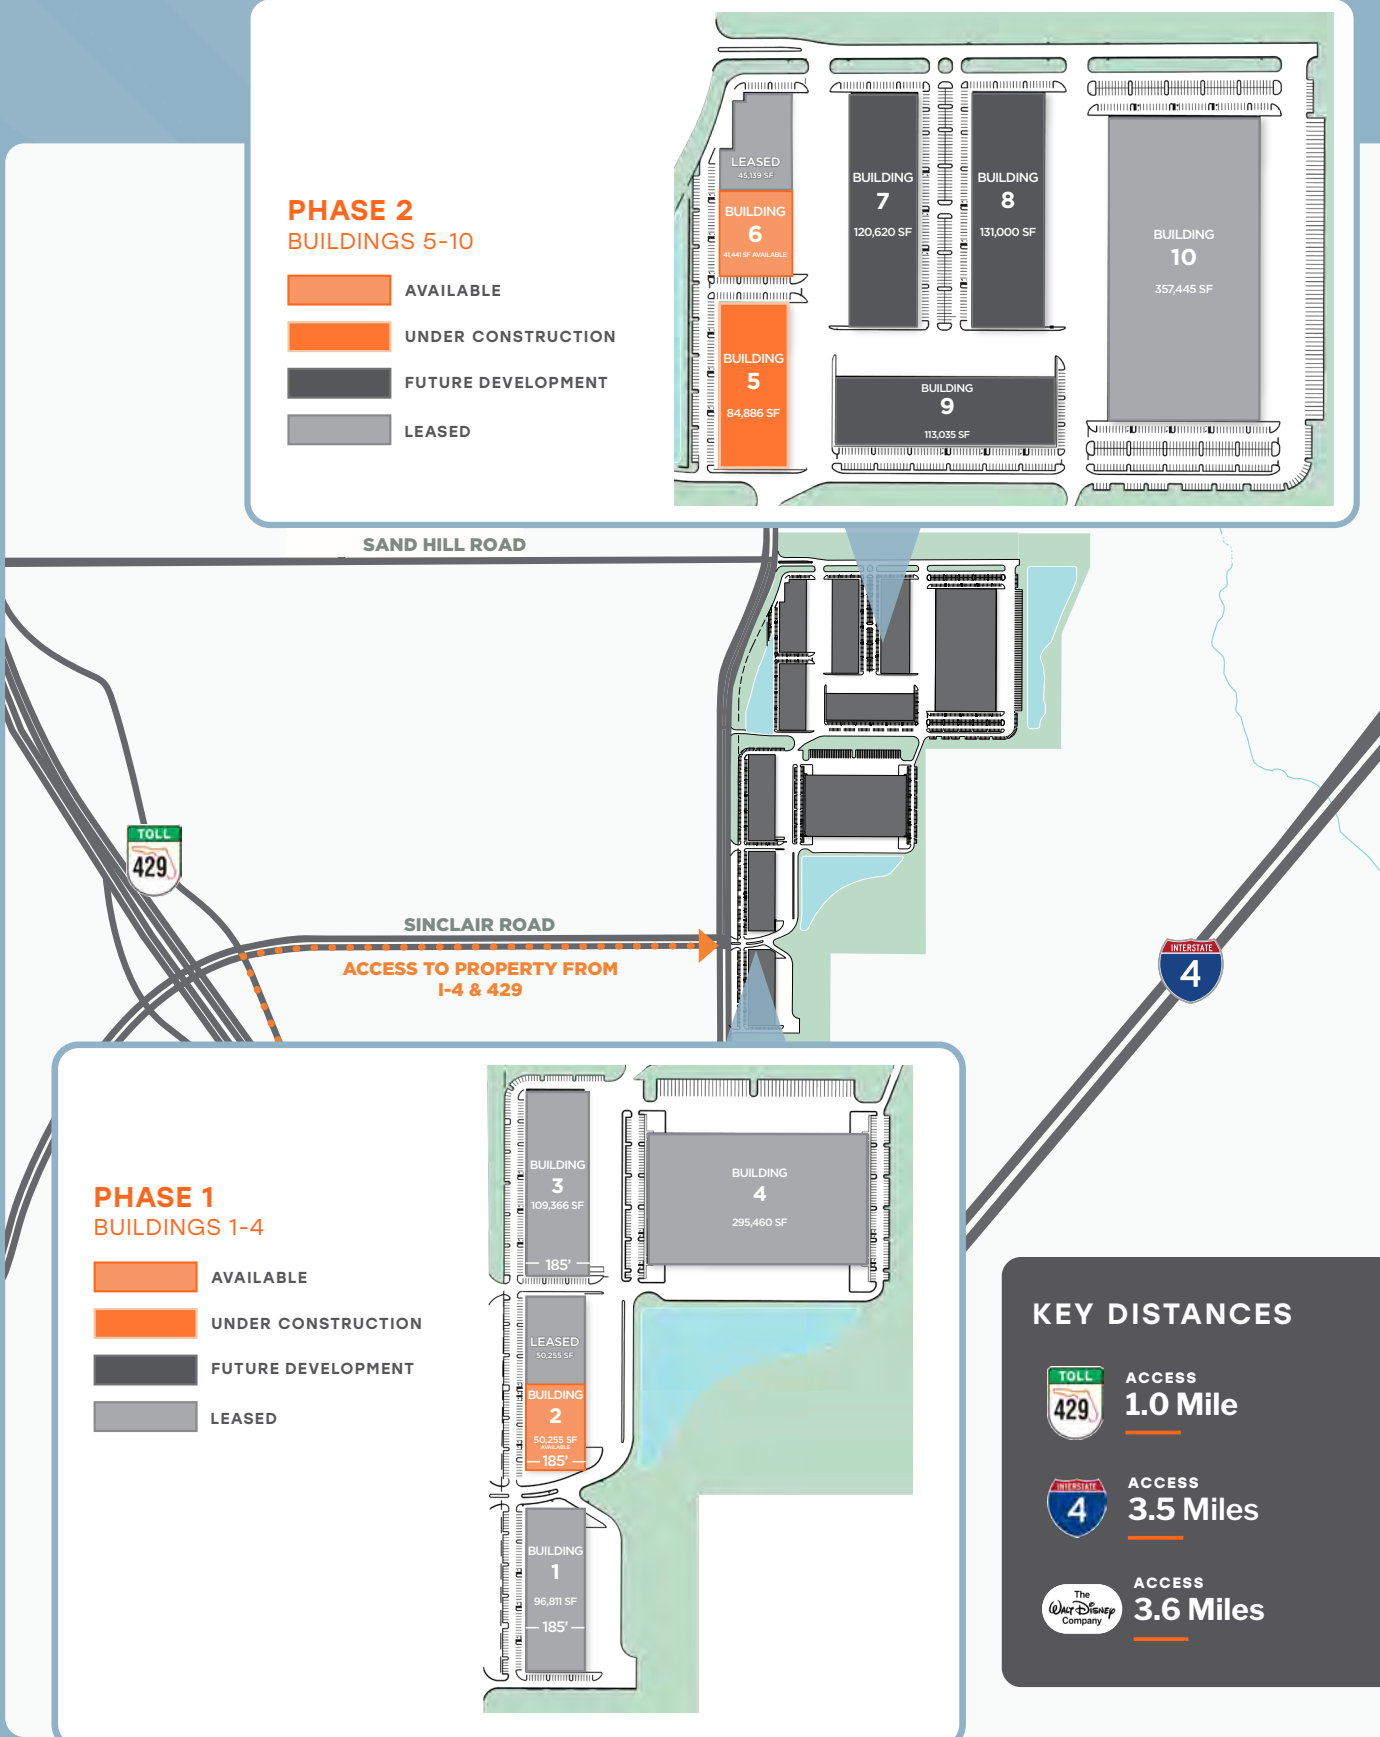 PHASE 2
BUILDINGS 5-10
AVAILABLE
UNDER CONSTRUCTION
FUTURE DEVELOPMENT
LEASED
LEASED
45,139 SF
BUILDING
6
41,441 SF AVAILABLE
BUILDING
5
84,886 SF
BUILDING
7
120,620 SF
BUILDING
8
131,000 SF
BUILDING
9
113,035 SF
BUILDING
10
357,445 SF
SAND HILL ROAD
TOLL
429
SINCLAIR ROAD
ACCESS TO PROPERTY FROM
I-4 & 429
INTERSTATE
4
PHASE 1
BUILDINGS 1-4
AVAILABLE
UNDER CONSTRUCTION
FUTURE DEVELOPMENT
LEASED
BUILDING
3
109,366 SF
185'
BUILDING
4
295,460 SF
LEASED
50,255 SF
BUILDING
2
50,255 SF
AVAILABLE
185'
BUILDING
1
96,811 SF
185'
KEY DISTANCES
TOLL
429
ACCESS
1.0 Mile
INTERSTATE
4
ACCESS
3.5 Miles
The
WALT DISNEY
Company
ACCESS
3.6 Miles